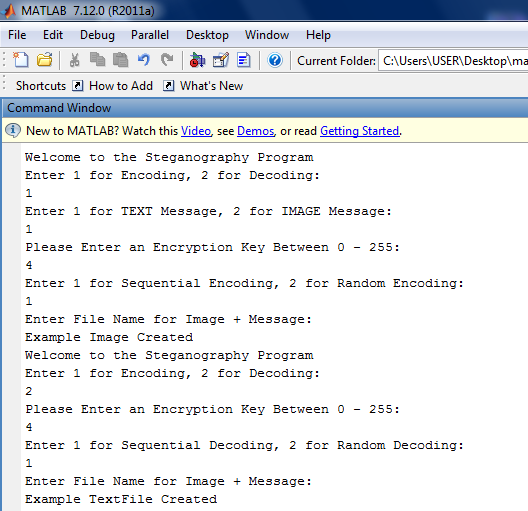 MATLAB 7.12.0 (R2011a)
File Edit Debug Parallel Desktop Window Help
Current Folder: C:\Users\USER\Desktop\ma
Shortcuts How to Add What's New
Command Window
New to MATLAB? Watch this Video, see Demos, or read Getting Started.
Welcome to the Steganography Program
Enter 1 for Encoding, 2 for Decoding:
1
Enter 1 for TEXT Message, 2 for IMAGE Message:
1
Please Enter an Encryption Key Between 0 - 255:
4
Enter 1 for Sequential Encoding, 2 for Random Encoding:
1
Enter File Name for Image + Message:
Example Image Created
Welcome to the Steganography Program
Enter 1 for Encoding, 2 for Decoding:
2
Please Enter an Encryption Key Between 0 - 255:
4
Enter 1 for Sequential Decoding, 2 for Random Decoding:
1
Enter File Name for Image + Message:
Example TextFile Created